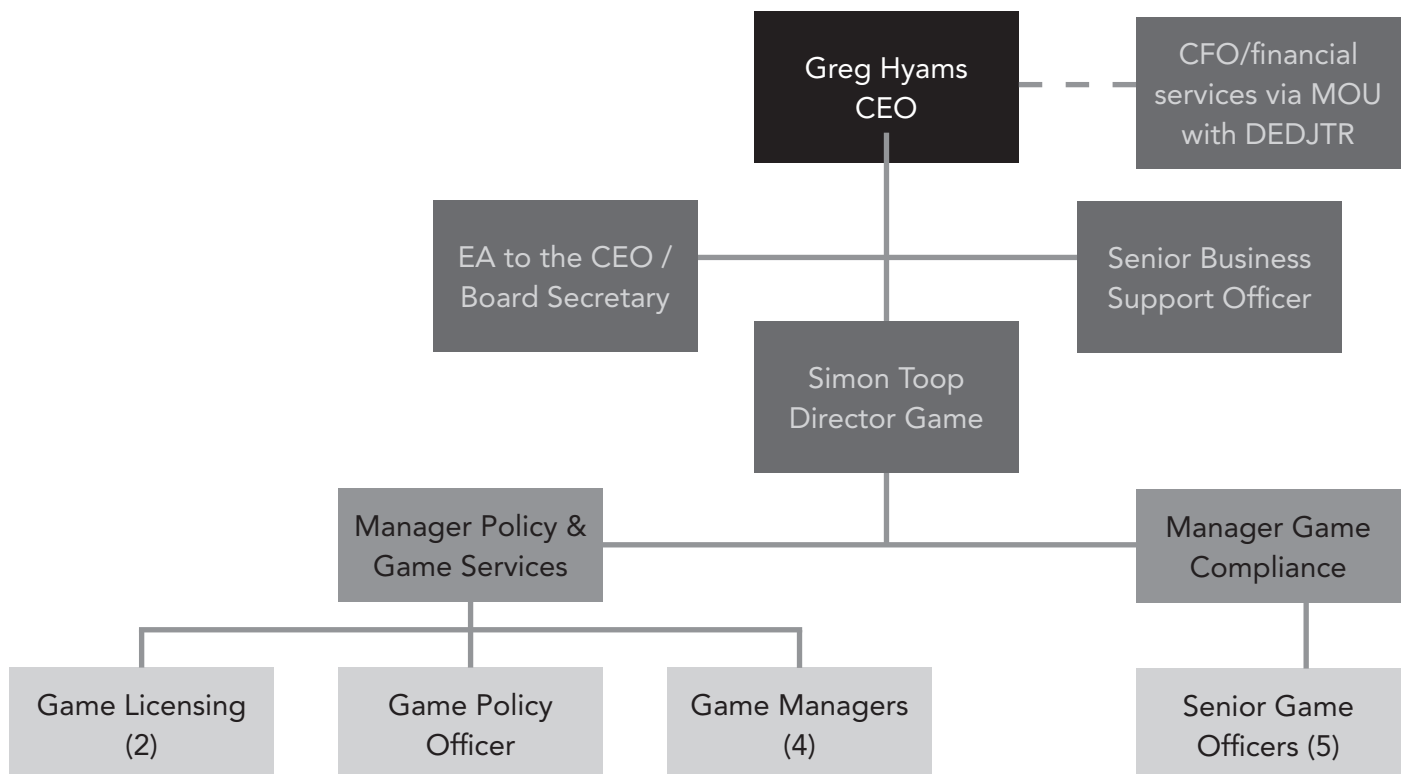 Greg Hyams
CEO
CFO/financial
services via MOU
with DEDJTR
EA to the CEO /
Board Secretary
Senior Business
Support Officer
Simon Toop
Director Game
Manager Policy &
Game Services
Manager Game
Compliance
Game Licensing
(2)
Game Policy
Officer
Game Managers
(4)
Senior Game
Officers (5)